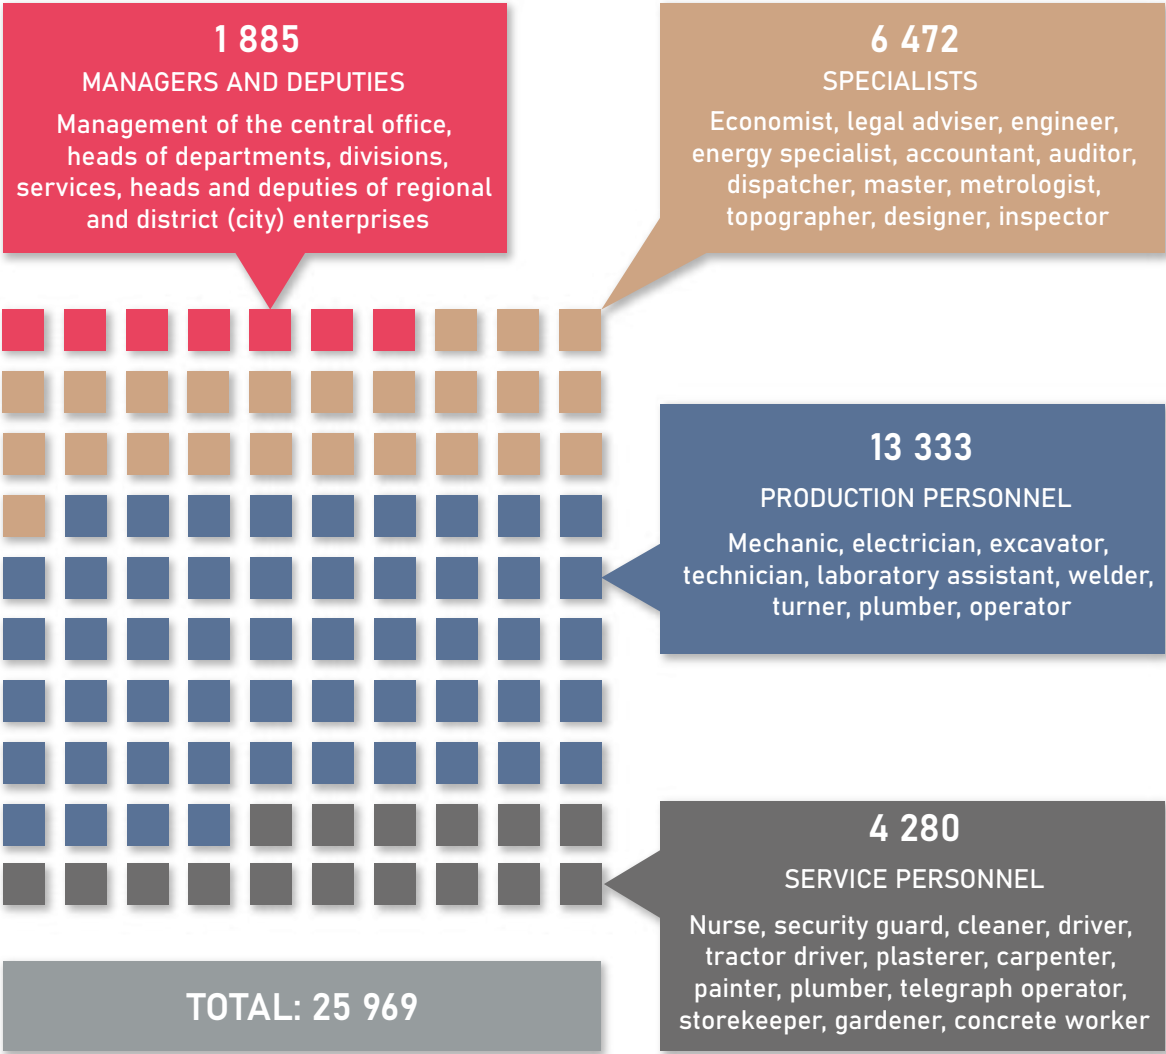 1 885
MANAGERS AND DEPUTIES
Management of the central office,
heads of departments, divisions,
services, heads and deputies of regional
and district (city) enterprises
6 472
SPECIALISTS
Economist, legal adviser, engineer,
energy specialist, accountant, auditor,
dispatcher, master, metrologist,
topographer, designer, inspector
13 333
PRODUCTION PERSONNEL
Mechanic, electrician, excavator,
technician, laboratory assistant, welder,
turner, plumber, operator
4 280
SERVICE PERSONNEL
Nurse, security guard, cleaner, driver,
tractor driver, plasterer, carpenter,
painter, plumber, telegraph operator,
storekeeper, gardener, concrete worker
TOTAL: 25 969